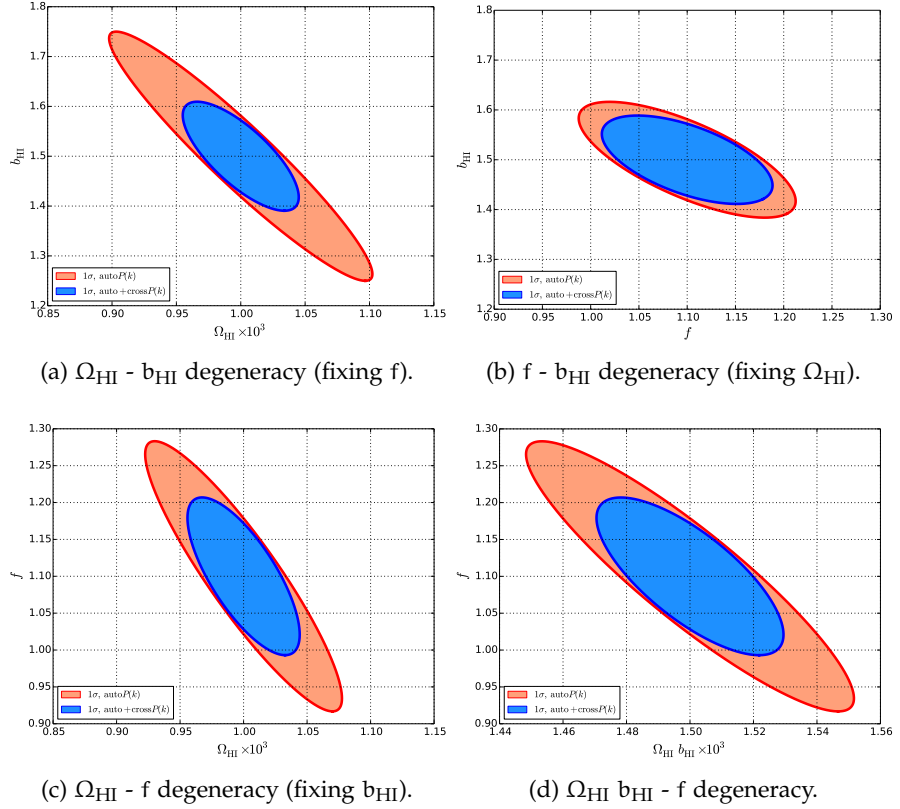 1.8
1.7
1.6
1.5
1.4
1.3
1.2
b_HI
1σ, autoP(k)
1σ, auto+crossP(k)
0.85 0.90 0.95 1.00 1.05 1.10 1.15
Ω_HI ×10³
(a) Ω_HI - b_HI degeneracy (fixing f).
1.8
1.7
1.6
1.5
1.4
1.3
1.2
b_HI
1σ, autoP(k)
1σ, auto+crossP(k)
0.90 0.95 1.00 1.05 1.10 1.15 1.20 1.25 1.30
f
(b) f - b_HI degeneracy (fixing Ω_HI).
1.30
1.25
1.20
1.15
1.10
1.05
1.00
0.95
0.90
f
1σ, autoP(k)
1σ, auto+crossP(k)
0.85 0.90 0.95 1.00 1.05 1.10 1.15
Ω_HI ×10³
(c) Ω_HI - f degeneracy (fixing b_HI).
1.30
1.25
1.20
1.15
1.10
1.05
1.00
0.95
0.90
f
1σ, autoP(k)
1σ, auto+crossP(k)
1.44 1.46 1.48 1.50 1.52 1.54 1.56
Ω_HI b_HI ×10³
(d) Ω_HI b_HI - f degeneracy.